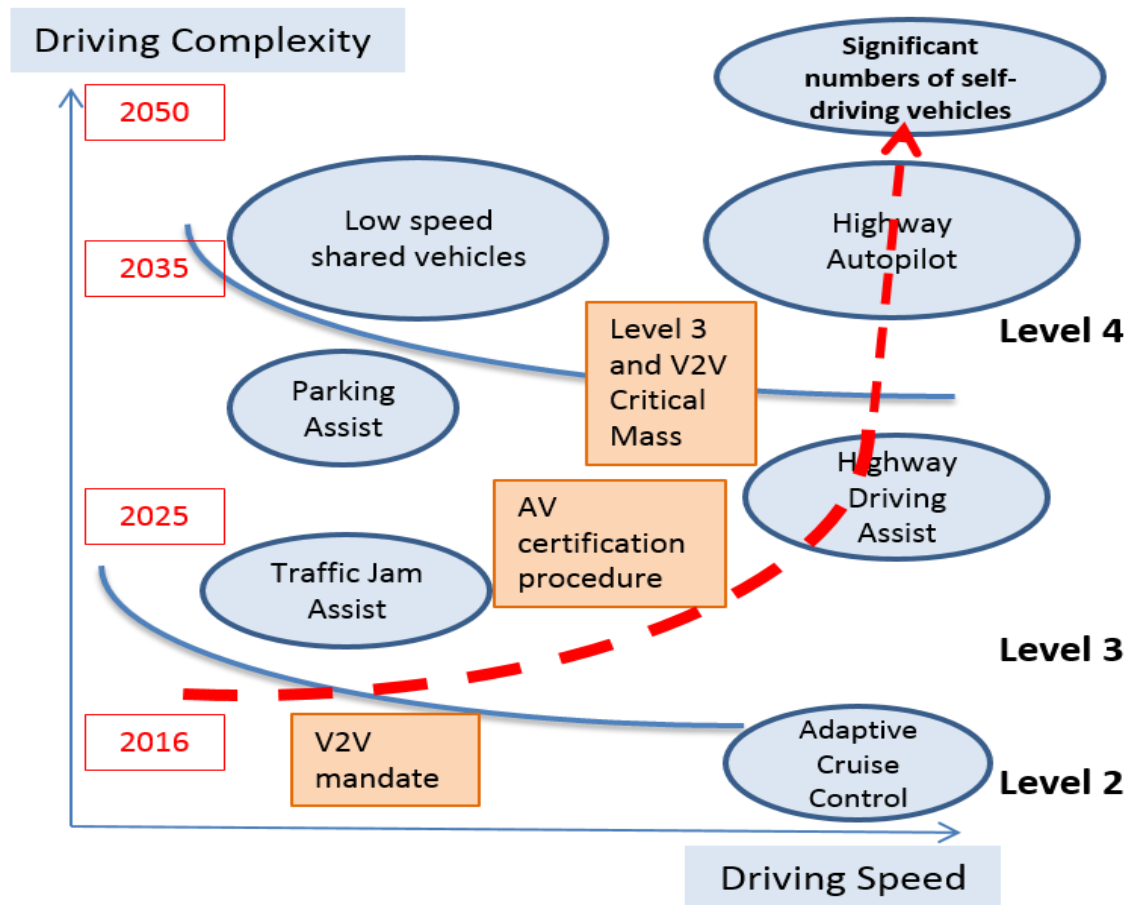 Driving Complexity
2050
Significant
numbers of self-
driving vehicles
Low speed
shared vehicles
Highway
Autopilot
2035
Level 3
and V2V
Critical
Mass
Level 4
Parking
Assist
Highway
Driving
Assist
2025
AV
certification
procedure
Traffic Jam
Assist
Level 3
2016
V2V
mandate
Adaptive
Cruise
Control
Level 2
Driving Speed